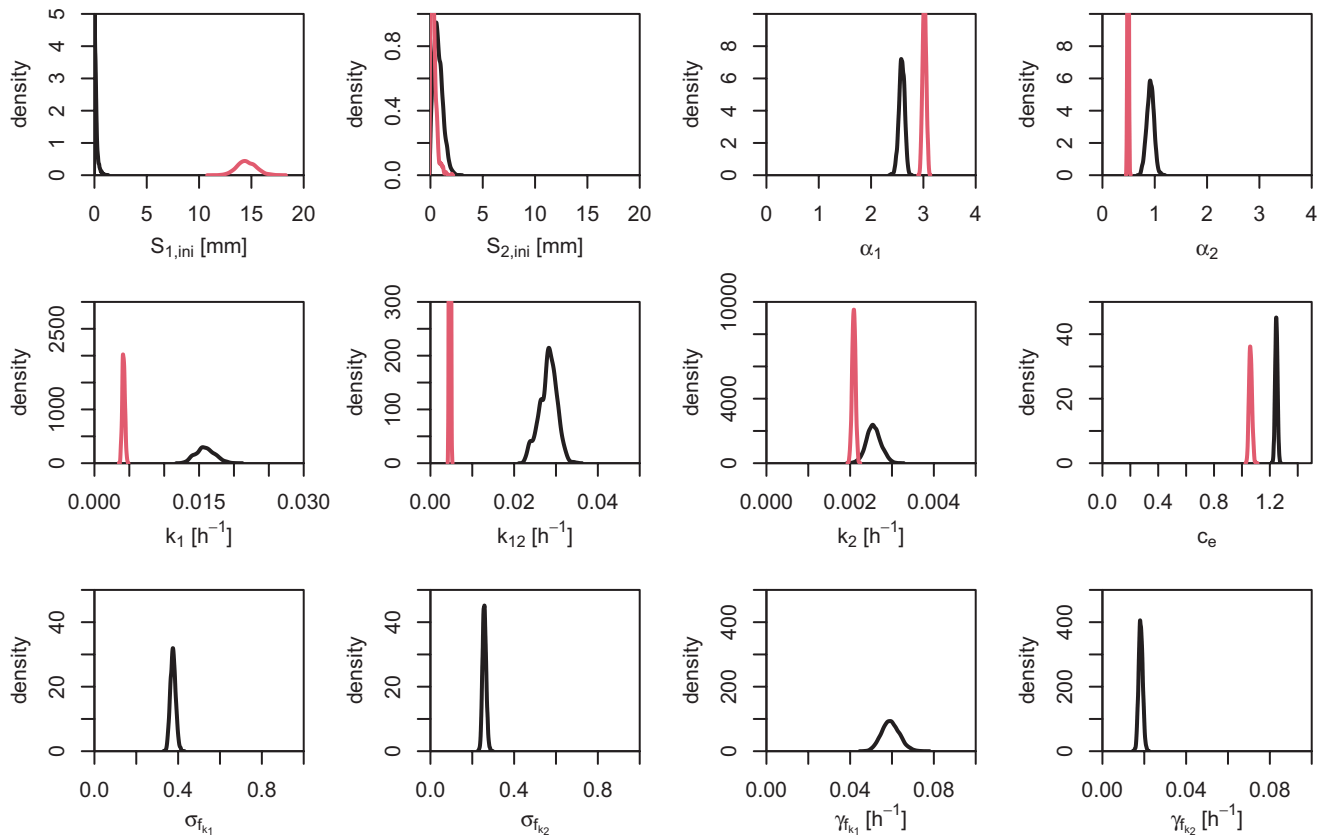 density
0 1 2 3 4 5
0 5 10 15 20
S1,ini [mm]
density
0.0 0.4 0.8
0 5 10 15 20
S2,ini [mm]
density
0 2 4 6 8
0 1 2 3 4
α1
density
0 2 4 6 8
0 1 2 3 4
α2
density
0 1000 2500
0.000 0.015 0.030
k1 [h−1]
density
0 100 200 300
0.00 0.02 0.04
k12 [h−1]
density
0 4000 10000
0.000 0.002 0.004
k2 [h−1]
density
0 20 40
0.0 0.4 0.8 1.2
ce
density
0 20 40
0.0 0.4 0.8
σfk1
density
0 20 40
0.0 0.4 0.8
σfk2
density
0 200 400
0.00 0.04 0.08
γfk1 [h−1]
density
0 200 400
0.00 0.04 0.08
γfk2 [h−1]